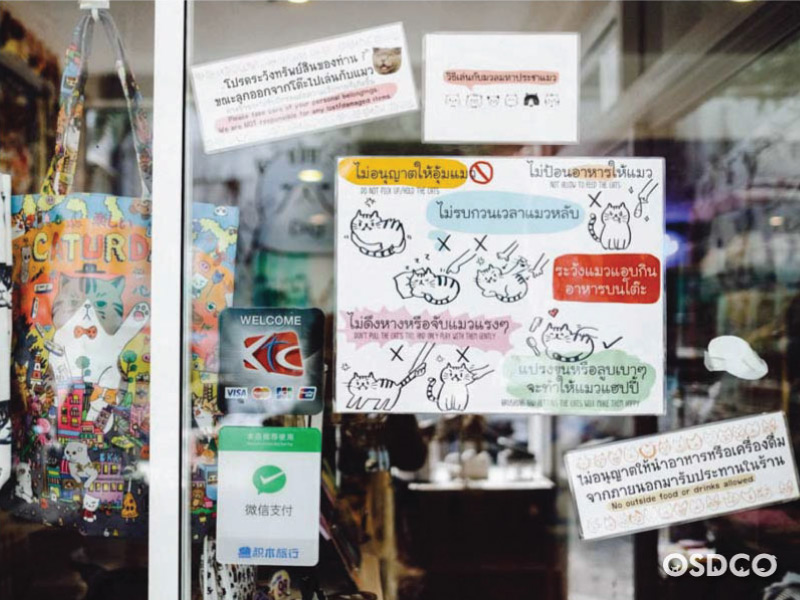 โปรดระวังทรัพย์สินของท่าน
ขณะลุกออกจากโต๊ะไปเล่นกับแมว
Please take care of your personal belongings.
We are NOT responsible for any lost/damaged items
วิธีเล่นกับมวลมหาประชาแมว
ไม่อนุญาตให้อุ้มแมว
DO NOT PICK UP/HOLD THE CATS
ไม่ป้อนอาหารให้แมว
NOT ALLOW TO FEED THE CATS
ไม่รบกวนเวลาแมวหลับ
ระวังแมวแอบกิน
อาหารบนโต๊ะ
ไม่ดึงหางหรือจับแมวแรงๆ
DON'T PULL THE CATS TAIL AND ONLY PLAY WITH THEM GENTLY
แปรงขนหรือลูบเบาๆ
จะทำให้แมวแฮปปี้
BRUSHING AND PETTING THE CATS WILL MAKE THEM HAPPY
CATURDA
WELCOME
KTC
VISA
JCB
微信支付
ไม่อนุญาตให้นำอาหารหรือเครื่องดื่ม
จากภายนอกมารับประทานในร้าน
No outside food or drinks allowed
OSDCO